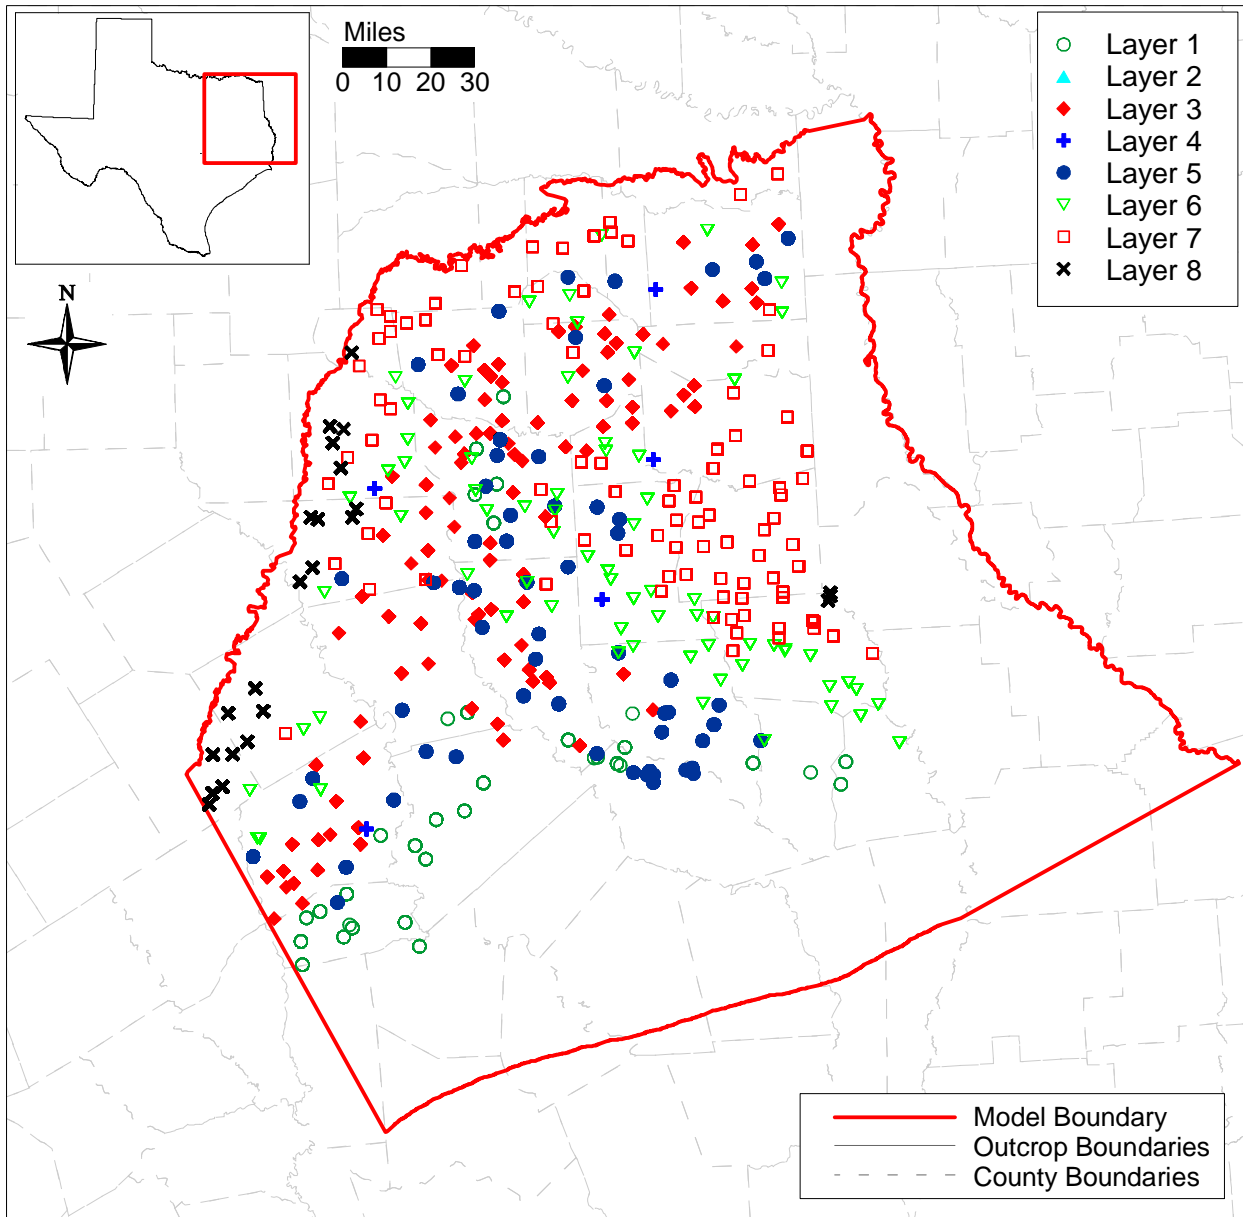 Miles
0 10 20 30
N
Layer 1
Layer 2
Layer 3
Layer 4
Layer 5
Layer 6
Layer 7
Layer 8
Model Boundary
Outcrop Boundaries
County Boundaries